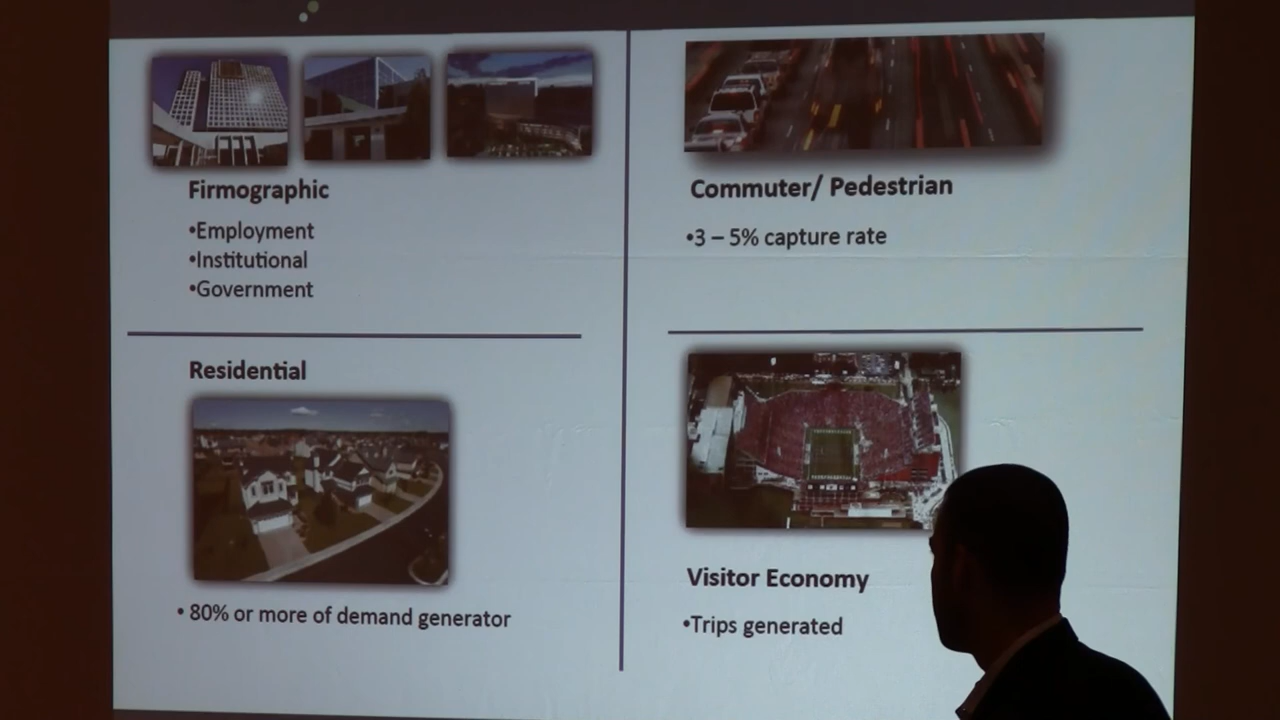 Firmographic
•Employment
•Institutional
•Government
Commuter/ Pedestrian
•3 – 5% capture rate
Residential
• 80% or more of demand generator
Visitor Economy
•Trips generated